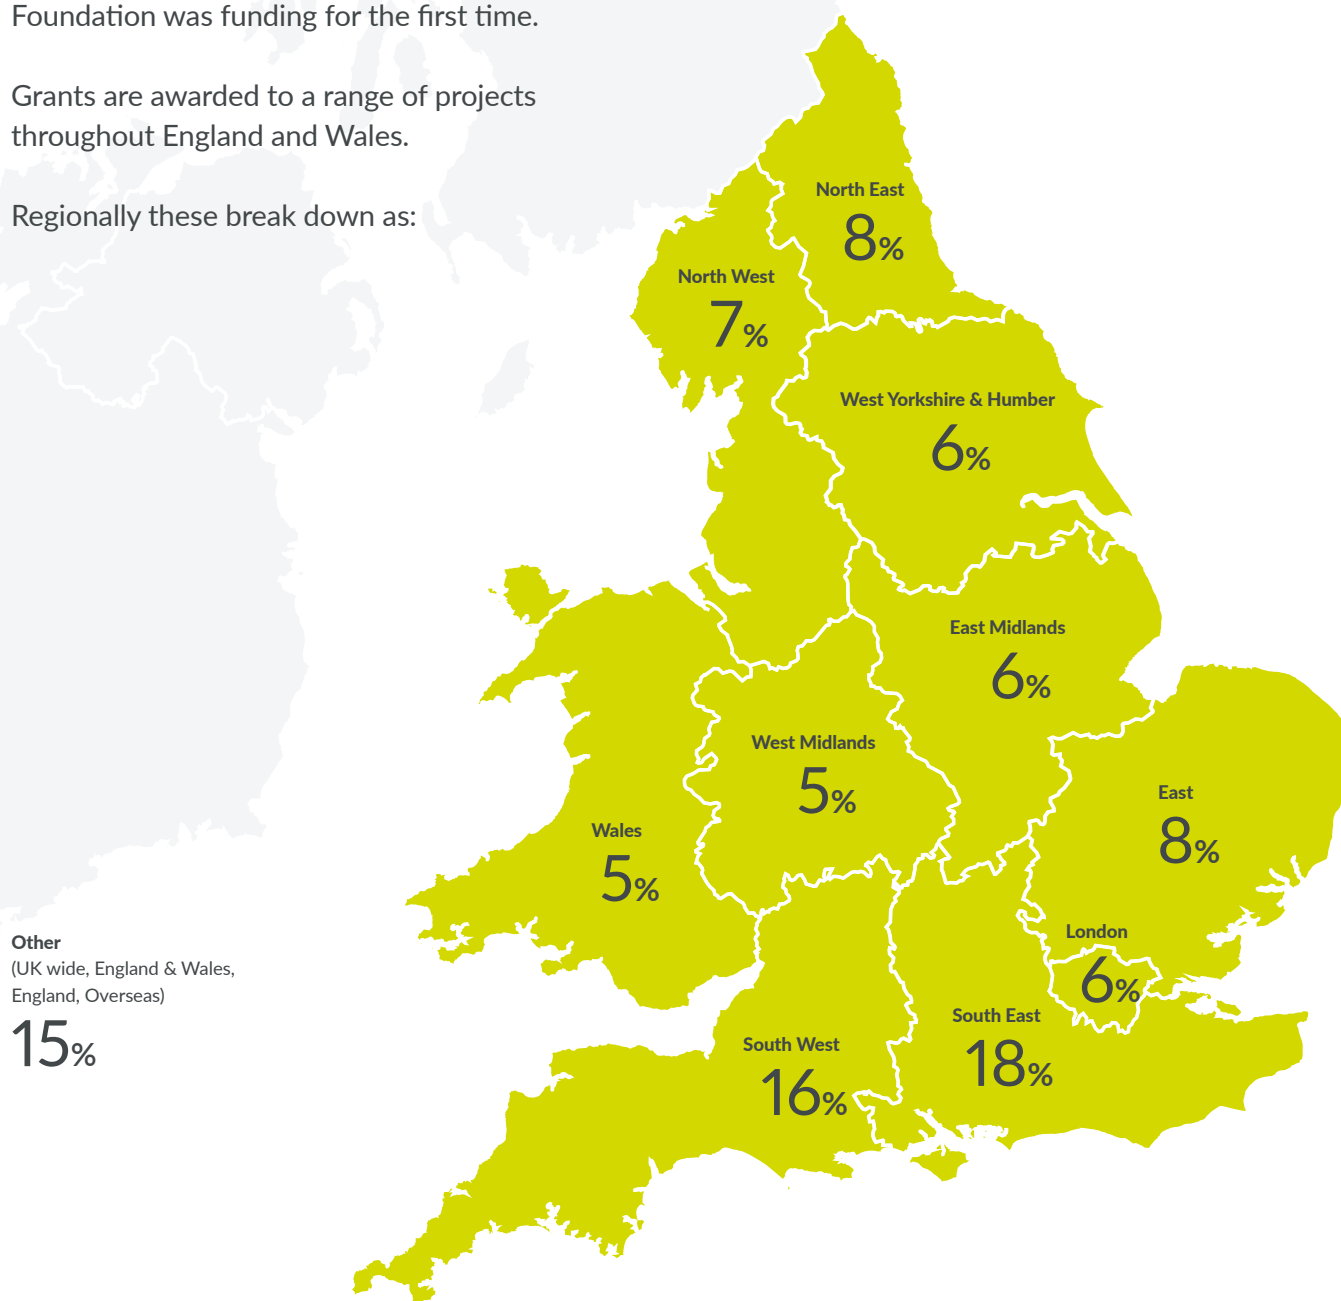 Foundation was funding for the first time.
Grants are awarded to a range of projects
throughout England and Wales.
Regionally these break down as:
North East
8%
North West
7%
West Yorkshire & Humber
6%
East Midlands
6%
West Midlands
5%
East
8%
Wales
5%
London
6%
Other
(UK wide, England & Wales,
England, Overseas)
15%
South East
18%
South West
16%